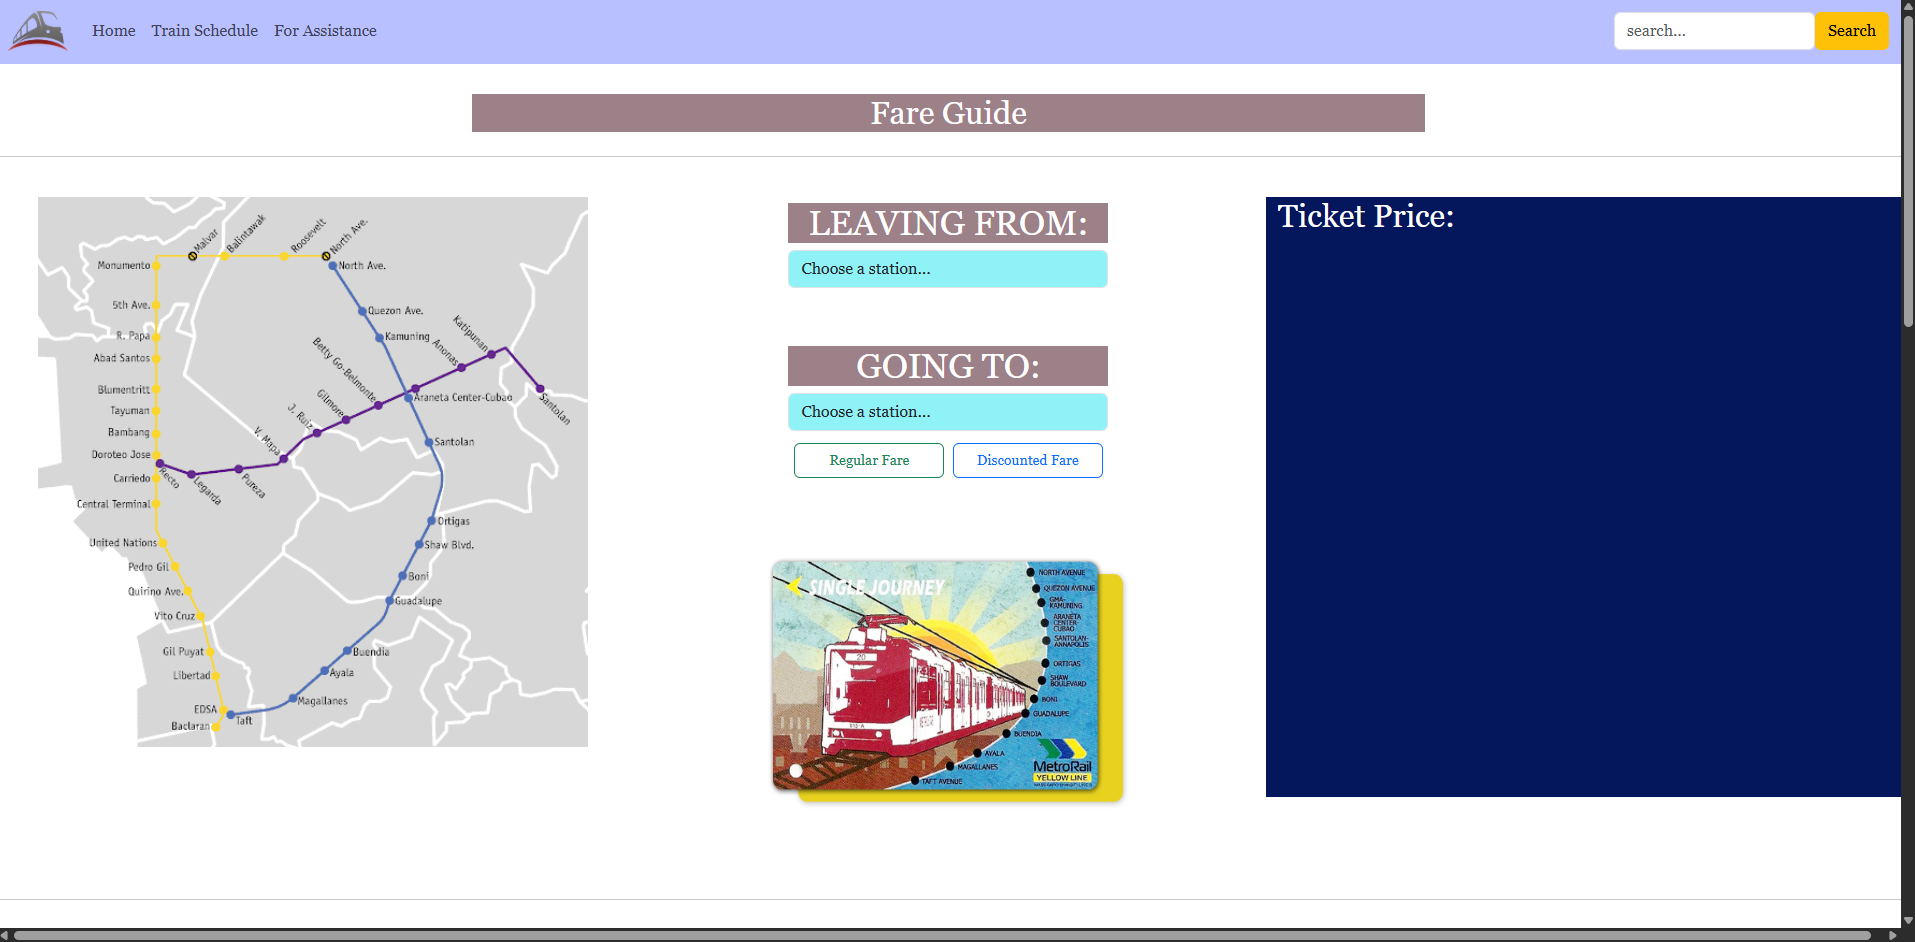 Home
Train Schedule
For Assistance
search...
Search
Fare Guide
Malvar
Balintawak
Roosevelt
North Ave.
Monumento
North Ave.
5th Ave.
Quezon Ave.
R. Papa
Kamuning
Abad Santos
Betty Go-Belmonte
Anonas
Katipunan
Blumentritt
Gilmore
Araneta Center-Cubao
Santolan
Tayuman
J. Ruiz
Bambang
V. Mapa
Santolan
Doroteo Jose
Carriedo
Recto
Legarda
Pureza
Central Terminal
Ortigas
United Nations
Shaw Blvd.
Pedro Gil
Boni
Quirino Ave.
Guadalupe
Vito Cruz
Gil Puyat
Buendia
Libertad
Ayala
Magallanes
EDSA
Taft
Baclaran
LEAVING FROM:
Choose a station...
GOING TO:
Choose a station...
Regular Fare
Discounted Fare
SINGLE JOURNEY
NORTH AVENUE
QUEZON AVENUE
GMA-
KAMUNING
ARANETA
CENTER
CUBAO
SANTOLAN-
ANNAPOLIS
ORTIGAS
SHAW
BOULEVARD
BONI
GUADALUPE
BUENDIA
AYALA
MAGALLANES
TAFT AVENUE
20
MetroRail
YELLOW LINE
Ticket Price: